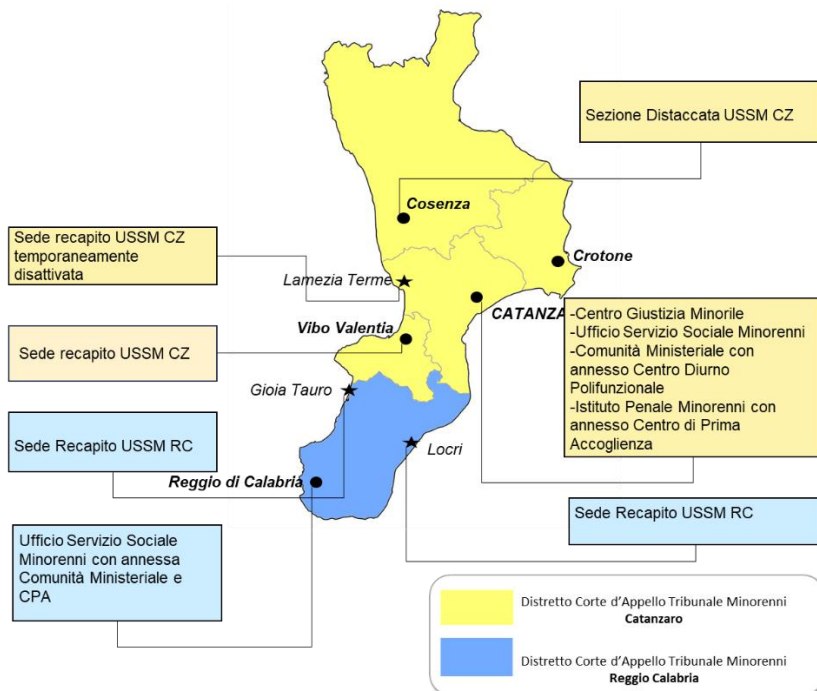 Sezione Distaccata USSM CZ
Cosenza
Sede recapito USSM CZ
temporaneamente
disattivata
Crotone
Lamezia Terme
CATANZA
-Centro Giustizia Minorile
-Ufficio Servizio Sociale Minorenni
-Comunità Ministeriale con
annesso Centro Diurno
Polifunzionale
-Istituto Penale Minorenni con
annesso Centro di Prima
Accoglienza
Vibo Valentia
Sede recapito USSM CZ
Gioia Tauro
Sede Recapito USSM RC
Locri
Reggio di Calabria
Sede Recapito USSM RC
Ufficio Servizio Sociale
Minorenni con annessa
Comunità Ministeriale e
CPA
Distretto Corte d'Appello Tribunale Minorenni
Catanzaro
Distretto Corte d'Appello Tribunale Minorenni
Reggio Calabria